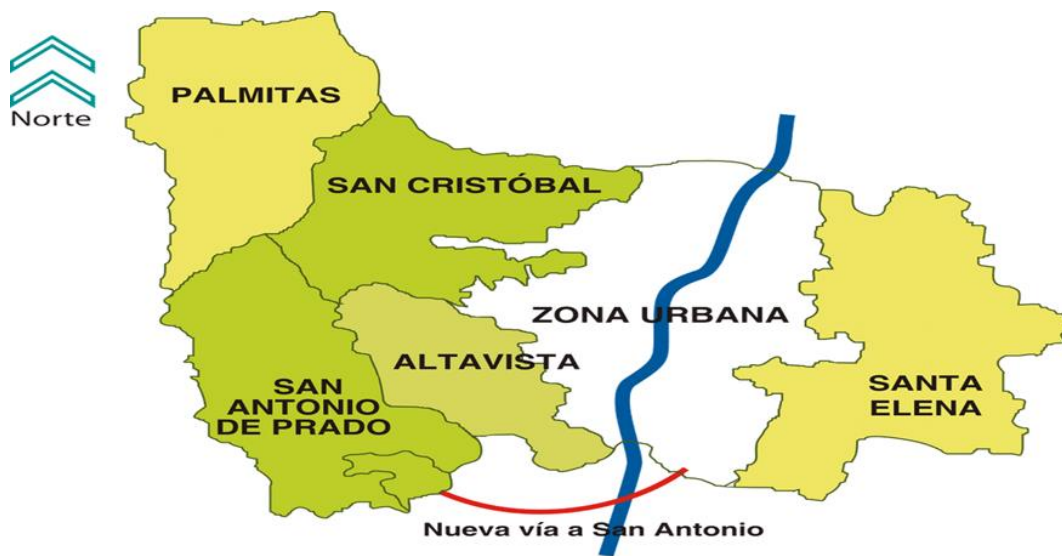 Norte
PALMITAS
SAN CRISTÓBAL
ZONA URBANA
ALTAVISTA
SAN
ANTONIO
DE PRADO
SANTA
ELENA
Nueva vía a San Antonio